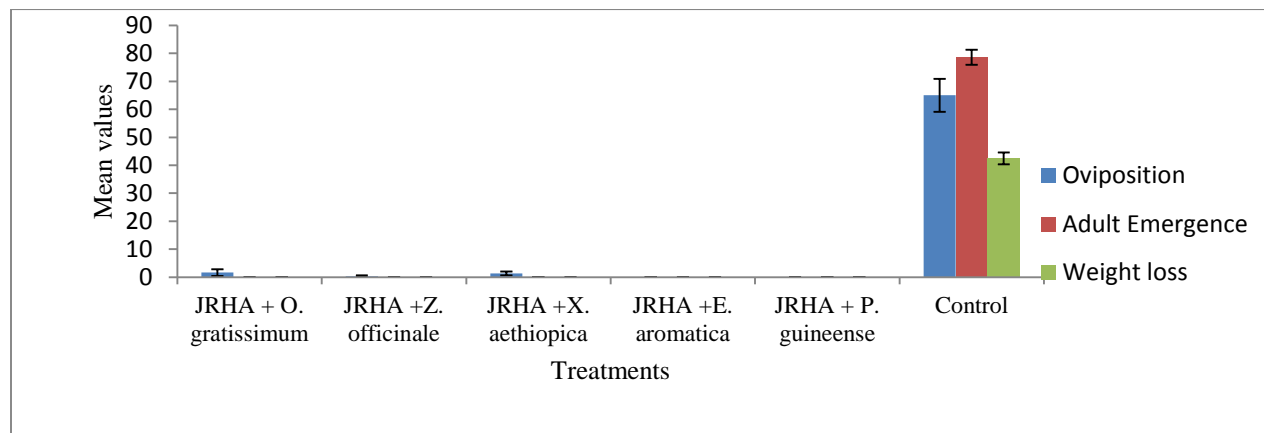 90
80
70
60
50
40
30
20
10
0
Mean values
JRHA + O. gratissimum
JRHA +Z. officinale
JRHA +X. aethiopica
JRHA +E. aromatica
JRHA + P. guineense
Control
Treatments
Oviposition
Adult Emergence
Weight loss